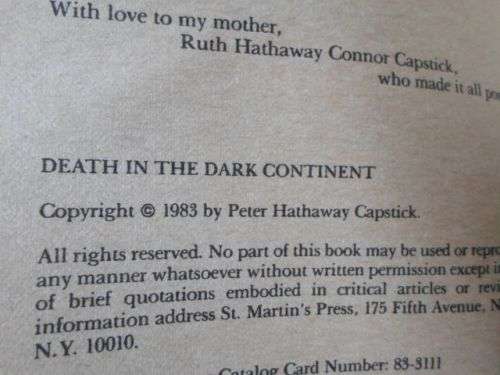 With love to my mother,
Ruth Hathaway Connor Capstick,
who made it all
DEATH IN THE DARK CONTINENT
Copyright © 1983 by Peter Hathaway Capstick.
All rights reserved. No part of this book may be used or
any manner whatsoever without written permission except
of brief quotations embodied in critical articles or
information address St. Martin's Press, 175 Fifth Avenue,
N.Y. 10010.
Catalog Card Number: 83-3111